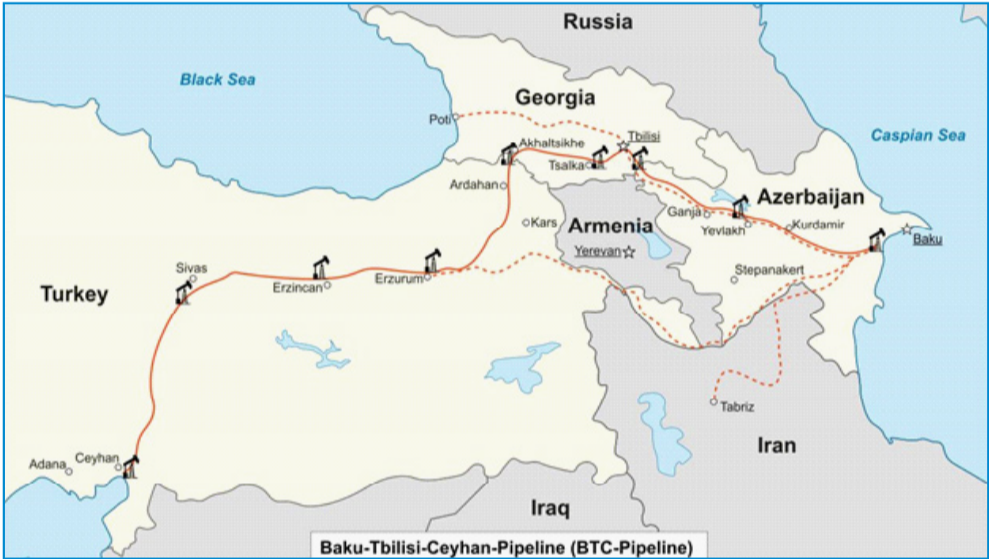 Russia
Black Sea
Georgia
Poti
Tbilisi
Caspian Sea
Akhaltsikhe
Tsalka
Ardahan
Azerbaijan
Ganja
Kars
Armenia
Yevlakh
Kurdamir
Baku
Yerevan
Sivas
Stepanakert
Erzincan
Erzurum
Turkey
Tabriz
Iran
Ceyhan
Adana
Iraq
Baku-Tbilisi-Ceyhan-Pipeline (BTC-Pipeline)